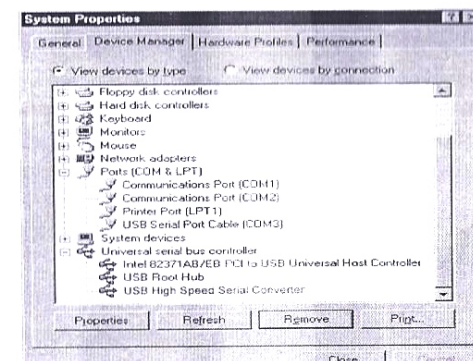 System Properties
General Device Manager Hardware Profiles Performance
View devices by type View devices by connection
Floppy disk controllers
Hard disk controllers
Keyboard
Monitors
Mouse
Network adapters
Ports (COM & LPT)
Communications Port (COM1)
Communications Port (COM2)
Printer Port (LPT1)
USB Serial Port Cable (COM3)
System devices
Universal serial bus controller
Intel 82371AB/EB PCI to USB Universal Host Controller
USB Root Hub
USB High Speed Serial Converter
Properties Refresh Remove Print...
Close Cancel